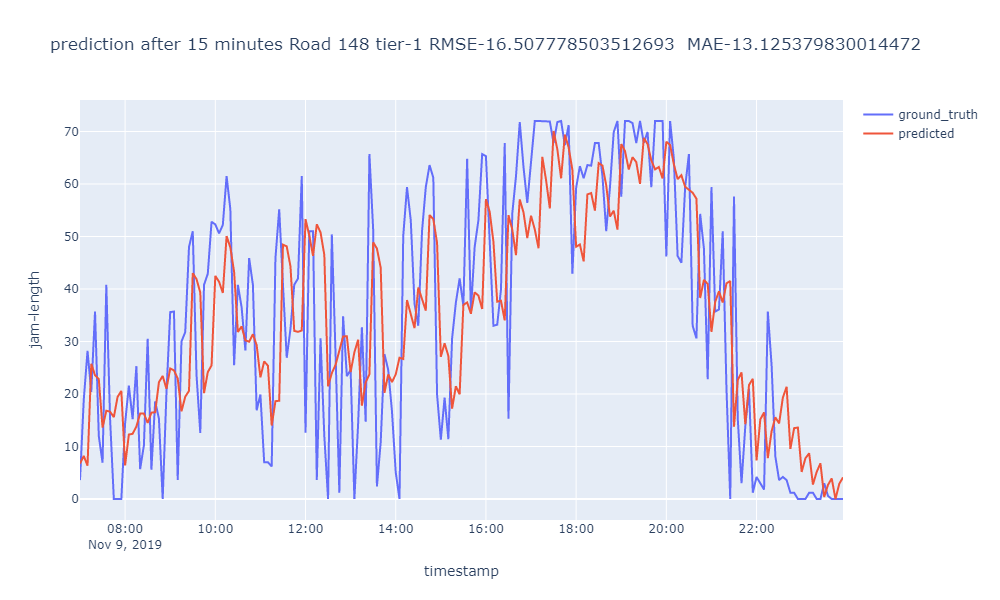 prediction after 15 minutes Road 148 tier-1 RMSE-16.507778503512693  MAE-13.125379830014472
ground_truth
predicted
jam-length
70
60
50
40
30
20
10
0
08:00 10:00 12:00 14:00 16:00 18:00 20:00 22:00
Nov 9, 2019
timestamp